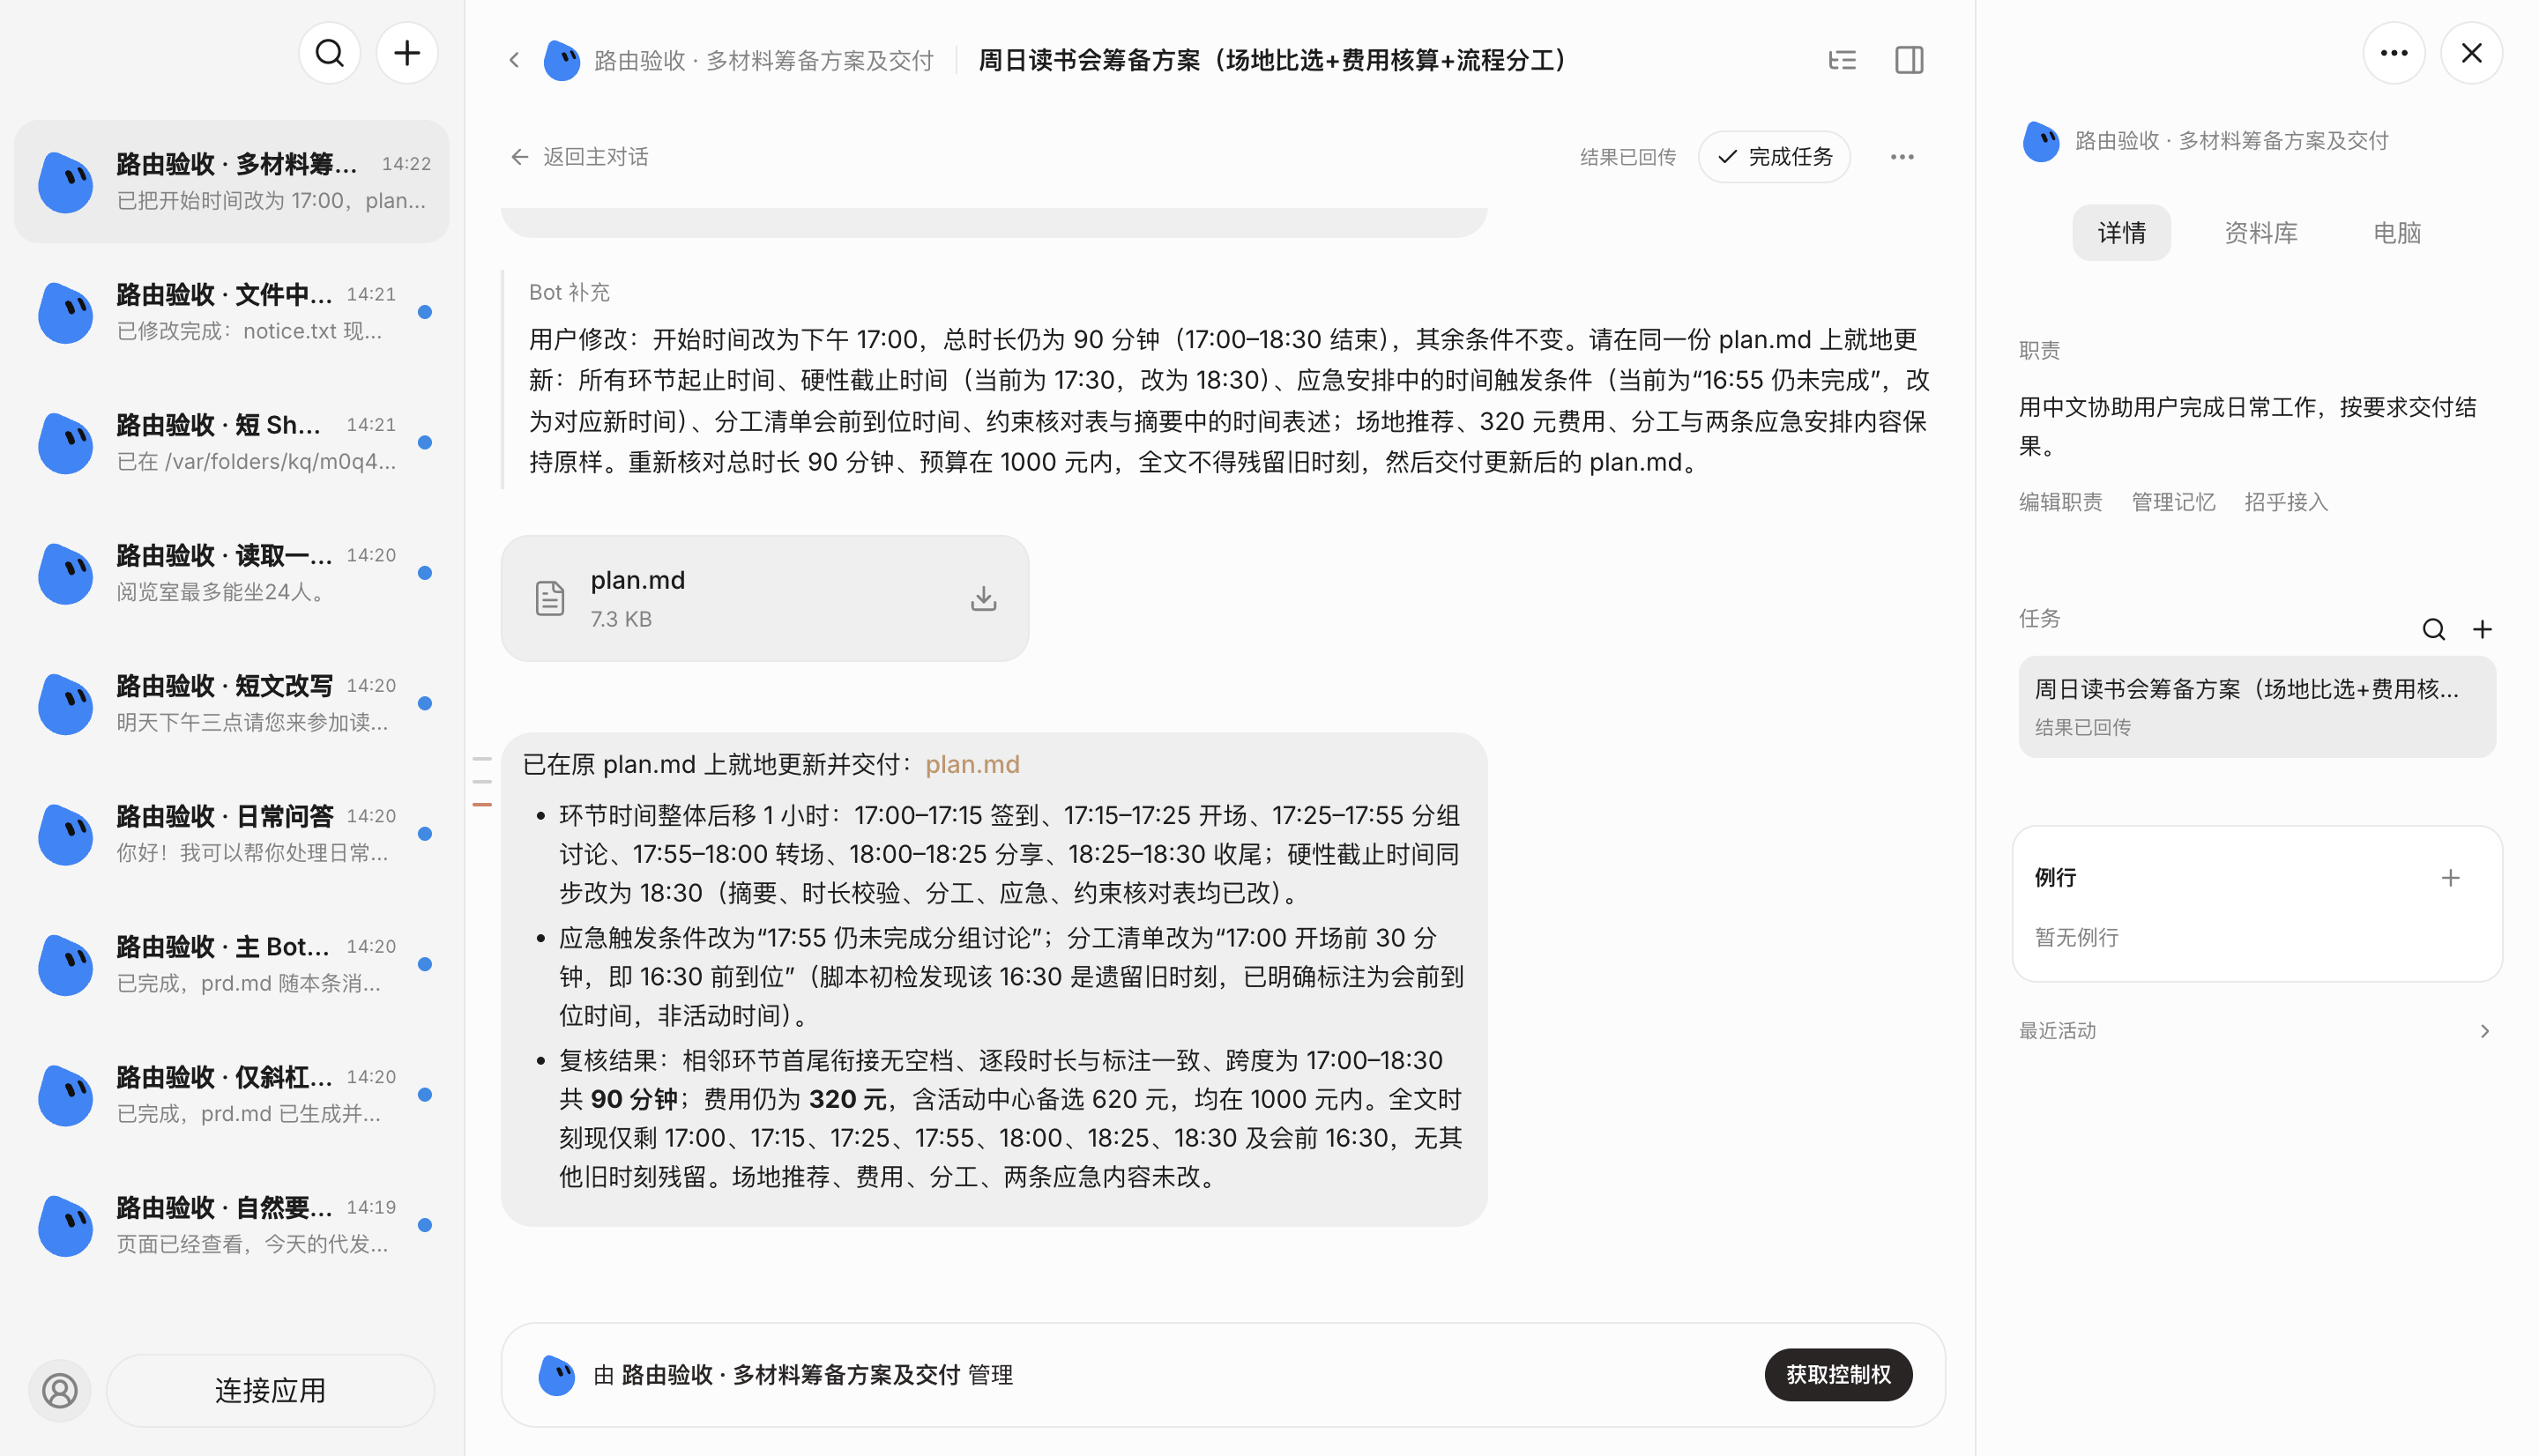 路由验收 · 多材料筹... 14:22
已把开始时间改为 17:00，plan...
路由验收 · 文件中... 14:21
已修改完成：notice.txt 现...
路由验收 · 短 Sh... 14:21
已在 /var/folders/kq/m0q4...
路由验收 · 读取一... 14:20
阅览室最多能坐24人。
路由验收 · 短文改写 14:20
明天下午三点请您来参加读...
路由验收 · 日常问答 14:20
你好！我可以帮你处理日常...
路由验收 · 主 Bot... 14:20
已完成，prd.md 随本条消...
路由验收 · 仅斜杠... 14:20
已完成，prd.md 已生成并...
路由验收 · 自然要... 14:19
页面已经查看，今天的代发...
连接应用
路由验收 · 多材料筹备方案及交付
周日读书会筹备方案（场地比选+费用核算+流程分工）
返回主对话
结果已回传
完成任务
Bot 补充
用户修改：开始时间改为下午 17:00，总时长仍为 90 分钟（17:00–18:30 结束），其余条件不变。请在同一份 plan.md 上就地更
新：所有环节起止时间、硬性截止时间（当前为 17:30，改为 18:30）、应急安排中的时间触发条件（当前为“16:55 仍未完成”，改
为对应新时间）、分工清单会前到位时间、约束核对表与摘要中的时间表述；场地推荐、320 元费用、分工与两条应急安排内容保
持原样。重新核对总时长 90 分钟、预算在 1000 元内，全文不得残留旧时刻，然后交付更新后的 plan.md。
plan.md
7.3 KB
已在原 plan.md 上就地更新并交付：plan.md
• 环节时间整体后移 1 小时：17:00–17:15 签到、17:15–17:25 开场、17:25–17:55 分组
讨论、17:55–18:00 转场、18:00–18:25 分享、18:25–18:30 收尾；硬性截止时间同
步改为 18:30（摘要、时长校验、分工、应急、约束核对表均已改）。
• 应急触发条件改为“17:55 仍未完成分组讨论”；分工清单改为“17:00 开场前 30 分
钟，即 16:30 前到位”（脚本初检发现该 16:30 是遗留旧时刻，已明确标注为会前到
位时间，非活动时间）。
• 复核结果：相邻环节首尾衔接无空档、逐段时长与标注一致、跨度为 17:00–18:30
共 90 分钟；费用仍为 320 元，含活动中心备选 620 元，均在 1000 元内。全文时
刻现仅剩 17:00、17:15、17:25、17:55、18:00、18:25、18:30 及会前 16:30，无其
他旧时刻残留。场地推荐、费用、分工、两条应急内容未改。
由 路由验收 · 多材料筹备方案及交付 管理
获取控制权
路由验收 · 多材料筹备方案及交付
详情 资料库 电脑
职责
用中文协助用户完成日常工作，按要求交付结
果。
编辑职责 管理记忆 招乎接入
任务
周日读书会筹备方案（场地比选+费用核...
结果已回传
例行
暂无例行
最近活动